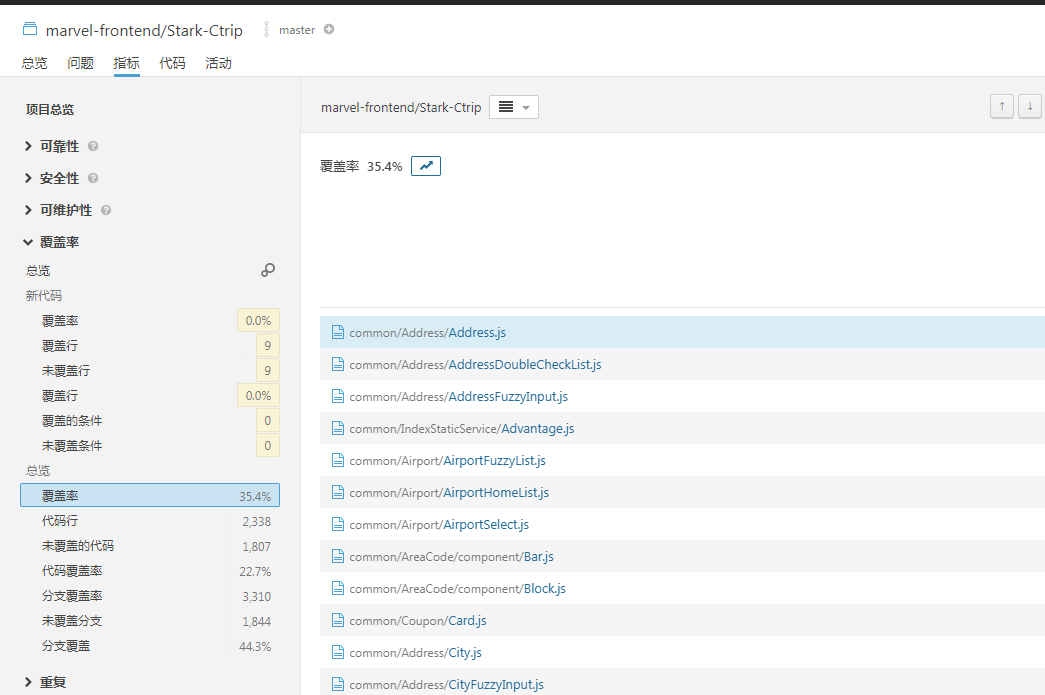 marvel-frontend/Stark-Ctrip master
总览 问题 指标 代码 活动
项目总览
可靠性
安全性
可维护性
覆盖率
总览
新代码
覆盖率 0.0%
覆盖行 9
未覆盖行 9
覆盖行 0.0%
覆盖的条件 0
未覆盖条件 0
总览
覆盖率 35.4%
代码行 2,338
未覆盖的代码 1,807
代码覆盖率 22.7%
分支覆盖率 3,310
未覆盖分支 1,844
分支覆盖 44.3%
重复
marvel-frontend/Stark-Ctrip
↑ ↓
覆盖率 35.4%
common/Address/Address.js
common/Address/AddressDoubleCheckList.js
common/Address/AddressFuzzyInput.js
common/IndexStaticService/Advantage.js
common/Airport/AirportFuzzyList.js
common/Airport/AirportHomeList.js
common/Airport/AirportSelect.js
common/AreaCode/component/Bar.js
common/AreaCode/component/Block.js
common/Coupon/Card.js
common/Address/City.js
common/Address/CityFuzzyInput.js